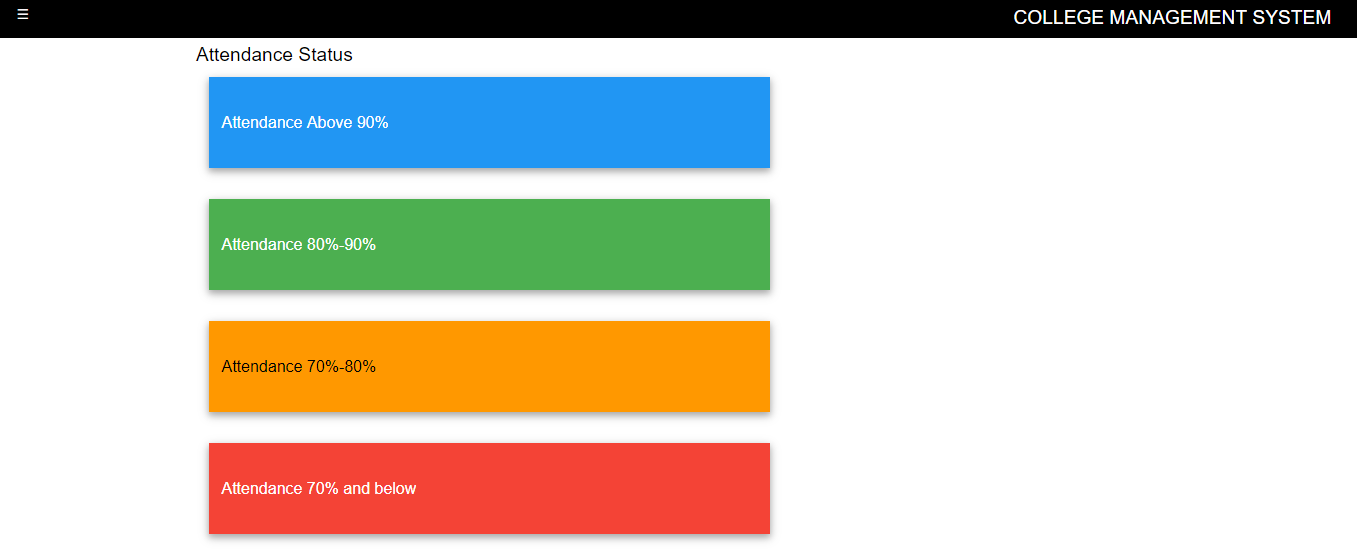 ☰ COLLEGE MANAGEMENT SYSTEM
Attendance Status
Attendance Above 90%
Attendance 80%-90%
Attendance 70%-80%
Attendance 70% and below